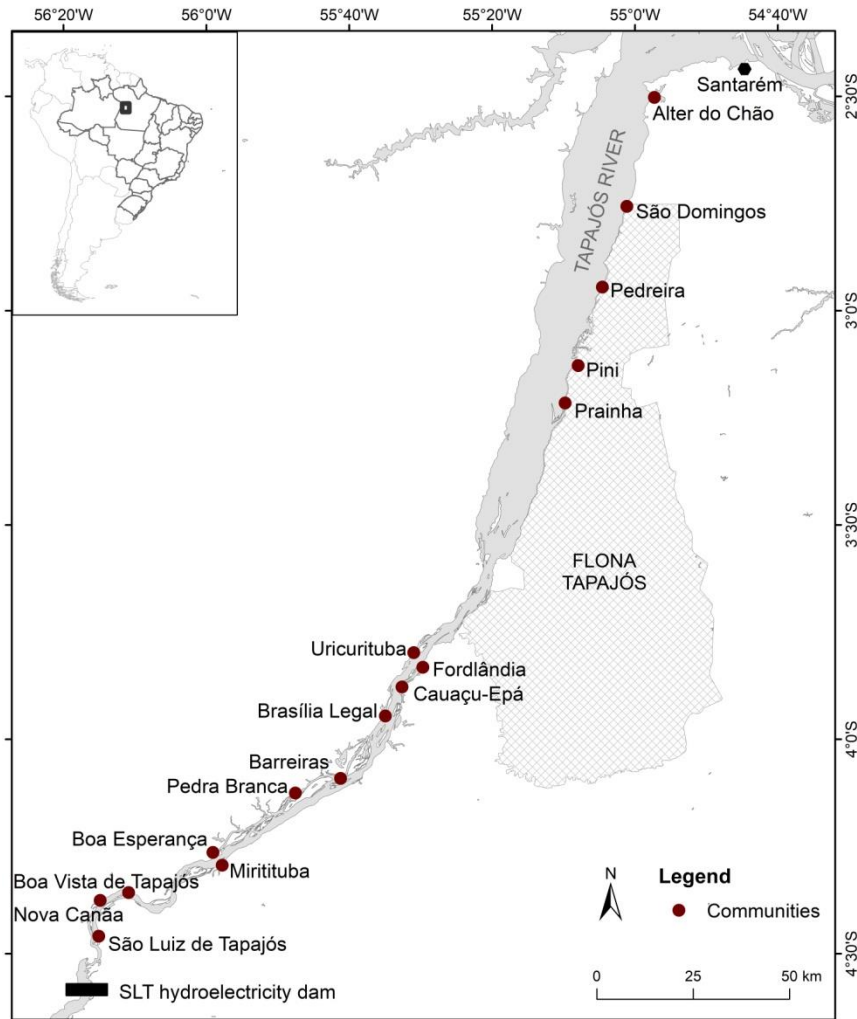 56°20'W 56°0'W 55°40'W 55°20'W 55°0'W 54°40'W
Santarém
2°30'S
Alter do Chão
TAPAJÓS RIVER
São Domingos
Pedreira
3°0'S
Pini
Prainha
3°30'S
FLONA
TAPAJÓS
Uricurituba
Fordlândia
Cauaçu-Epá
Brasília Legal
4°0'S
Barreiras
Pedra Branca
Boa Esperança
Miritituba
Boa Vista de Tapajós
Nova Canãa
São Luiz de Tapajós
N
Legend
Communities
4°30'S
SLT hydroelectricity dam
0 25 50 km